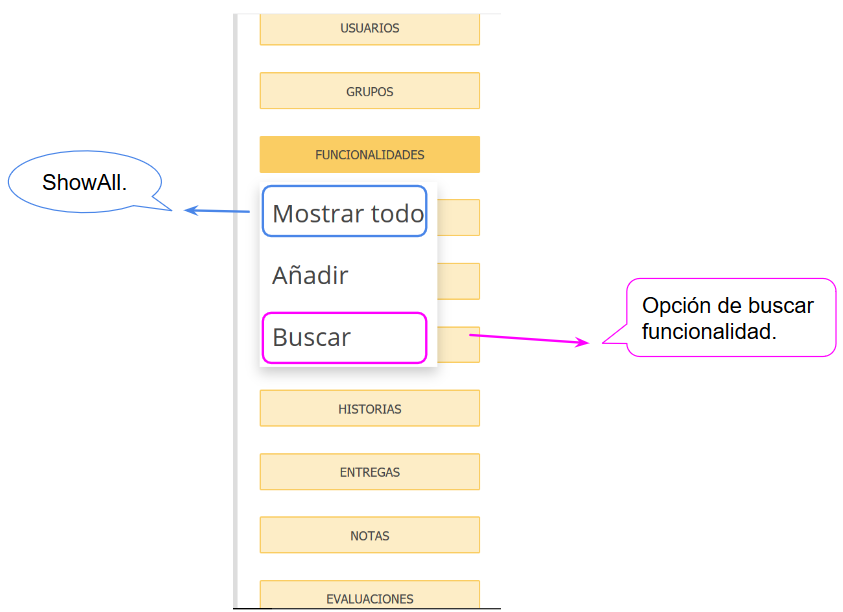 USUARIOS
GRUPOS
FUNCIONALIDADES
ShowAll.
Mostrar todo
Añadir
Buscar
Opción de buscar
funcionalidad.
HISTORIAS
ENTREGAS
NOTAS
EVALUACIONES